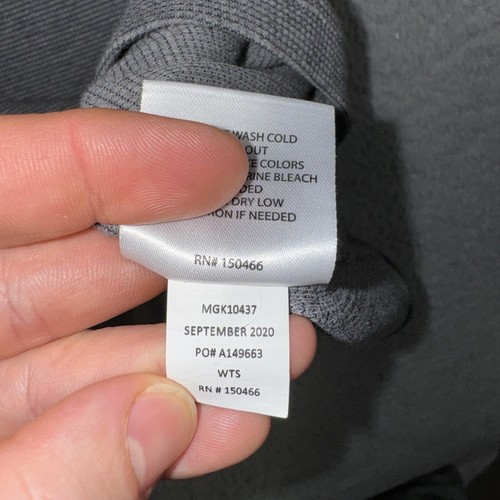 WASH COLD
OUT
COLORS
BLEACH
DRY LOW
IF NEEDED
RN# 150466
MGK10437
SEPTEMBER 2020
PO# A149663
WTS
RN # 150466